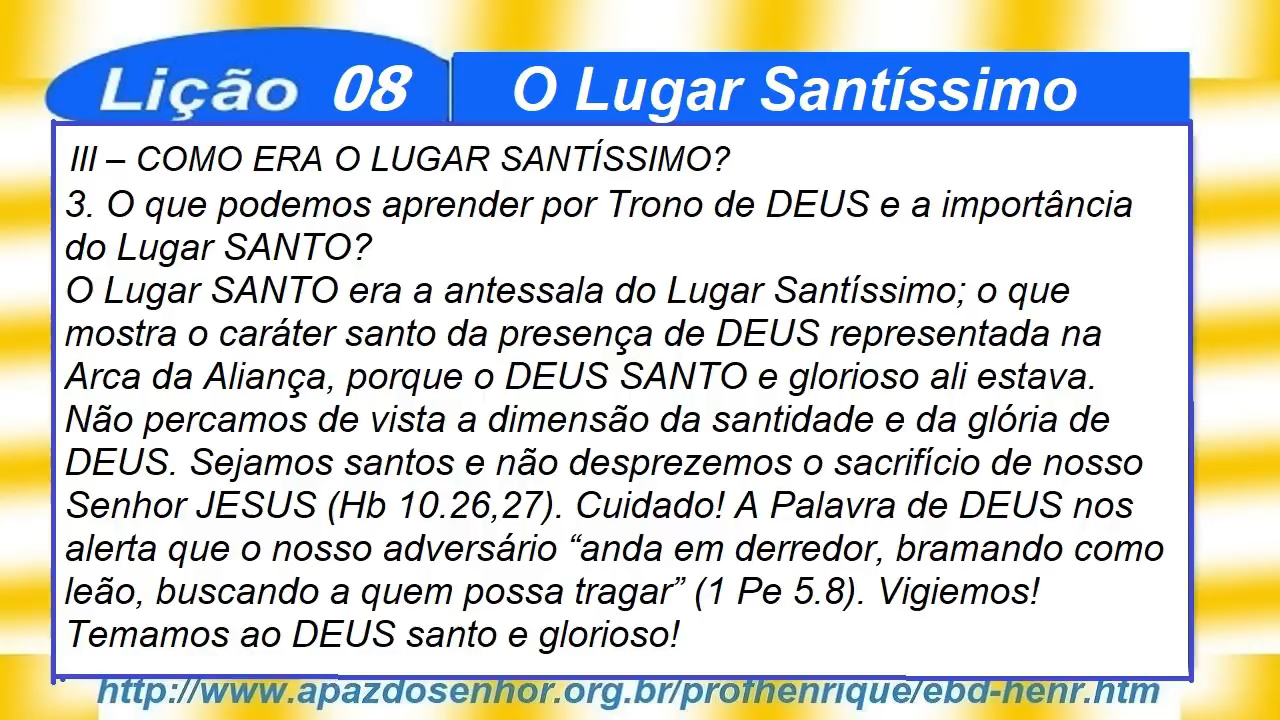 Lição 08 O Lugar Santíssimo
III – COMO ERA O LUGAR SANTÍSSIMO?
3. O que podemos aprender por Trono de DEUS e a importância
do Lugar SANTO?
O Lugar SANTO era a antessala do Lugar Santíssimo; o que
mostra o caráter santo da presença de DEUS representada na
Arca da Aliança, porque o DEUS SANTO e glorioso ali estava.
Não percamos de vista a dimensão da santidade e da glória de
DEUS. Sejamos santos e não desprezemos o sacrifício de nosso
Senhor JESUS (Hb 10.26,27). Cuidado! A Palavra de DEUS nos
alerta que o nosso adversário “anda em derredor, bramando como
leão, buscando a quem possa tragar” (1 Pe 5.8). Vigiemos!
Temamos ao DEUS santo e glorioso!
http://www.apazdosenhor.org.br/profhenrique/ebd-henr.htm